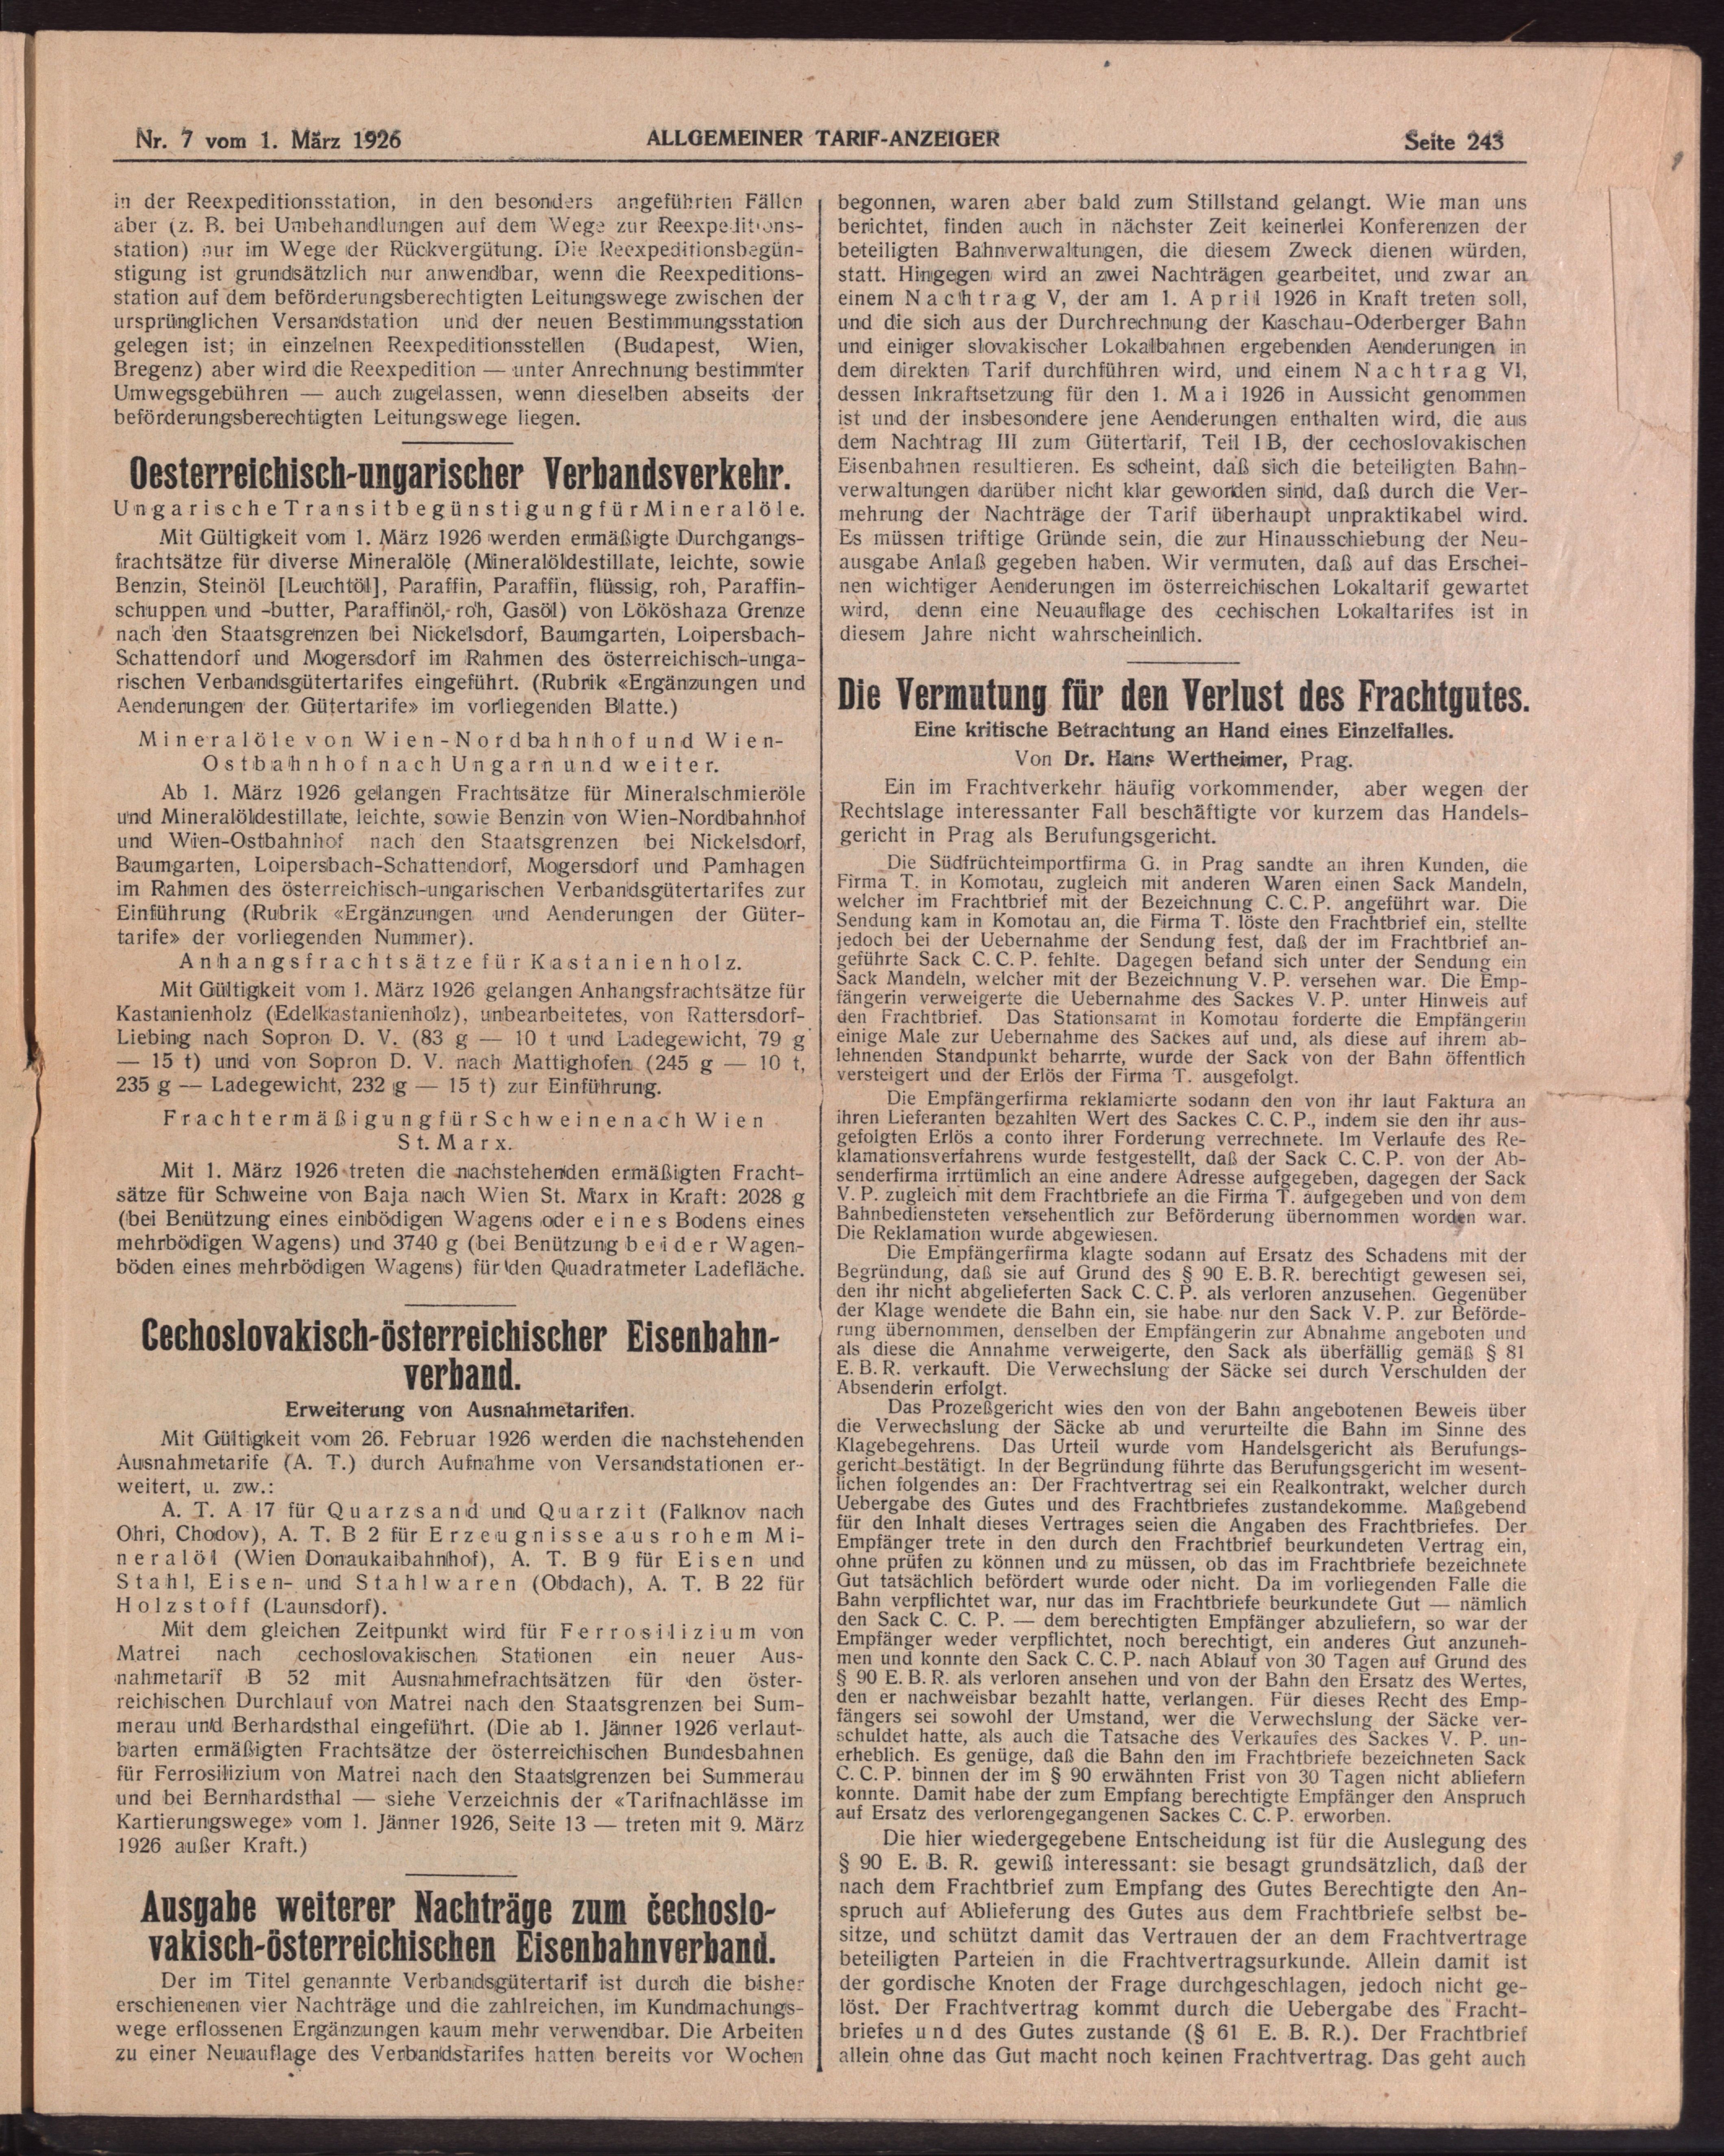 Nr. 7 vom 1. März 1926
ALLGEMEINER TARIF-ANZEIGER
Seite 243
in der Reexpeditionsstation, in den besonders angeführten Fällen
aber (z. B. bei Umbehandlungen auf dem Wege zur Reexpeditions-
station) nur im Wege der Rückvergütung. Die Reexpeditionsbegün-
stigung ist grundsätzlich nur anwendbar, wenn die Reexpeditions-
station auf dem beförderungsberechtigten Leitungswege zwischen der
ursprünglichen Versandstation und der neuen Bestimmungsstation
gelegen ist; in einzelnen Reexpeditionsstellen (Budapest, Wien,
Bregenz) aber wird die Reexpedition — unter Anrechnung bestimmter
Umwegsgebühren — auch zugelassen, wenn dieselben abseits der
beförderungsberechtigten Leitungswege liegen.
Oesterreichisch-ungarischer Verbandsverkehr.
Ungarische Transitbegünstigung für Mineralöle.
Mit Gültigkeit vom 1. März 1926 werden ermäßigte Durchgangs-
frachtsätze für diverse Mineralöle (Mineralöldestillate, leichte, sowie
Benzin, Steinöl [Leuchtöl], Paraffin, Paraffin, flüssig, roh, Paraffin-
schuppen und -butter, Paraffinöl, roh, Gasöl) von Lököshaza Grenze
nach den Staatsgrenzen bei Nickelsdorf, Baumgarten, Loipersbach-
Schattendorf und Mogersdorf im Rahmen des österreichisch-unga-
rischen Verbandsgütertarifes eingeführt. (Rubrik «Ergänzungen und
Aenderungen der Gütertarife» im vorliegenden Blatte.)
Mineralöle von Wien-Nordbahnhof und Wien-
Ostbahnhof nach Ungarn und weiter.
Ab 1. März 1926 gelangen Frachtsätze für Mineralschmieröle
und Mineralöldestillate, leichte, sowie Benzin von Wien-Nordbahnhof
und Wien-Ostbahnhof nach den Staatsgrenzen bei Nickelsdorf,
Baumgarten, Loipersbach-Schattendorf, Mogersdorf und Pamhagen
im Rahmen des österreichisch-ungarischen Verbandsgütertarifes zur
Einführung (Rubrik «Ergänzungen und Aenderungen der Güter-
tarife» der vorliegenden Nummer).
Anhangsfrachtsätze für Kastanienholz.
Mit Gültigkeit vom 1. März 1926 gelangen Anhangsfrachtsätze für
Kastanienholz (Edelkastanienholz), unbearbeitetes, von Rattersdorf-
Liebing nach Sopron D. V. (83 g — 10 t und Ladegewicht, 79 g
— 15 t) und von Sopron D. V. nach Mattighofen (245 g — 10 t,
235 g — Ladegewicht, 232 g — 15 t) zur Einführung.
Frachtermäßigung für Schweine nach Wien
St. Marx.
Mit 1. März 1926 treten die nachstehenden ermäßigten Fracht-
sätze für Schweine von Baja nach Wien St. Marx in Kraft: 2028 g
(bei Benützung eines einbödigen Wagens oder eines Bodens eines
mehrbödigen Wagens) und 3740 g (bei Benützung beider Wagen-
böden eines mehrbödigen Wagens) für den Quadratmeter Ladefläche.
Cechoslovakisch-österreichischer Eisenbahn-
verband.
Erweiterung von Ausnahmetarifen.
Mit Gültigkeit vom 26. Februar 1926 werden die nachstehenden
Ausnahmetarife (A. T.) durch Aufnahme von Versandstationen er-
weitert, u. zw.:
A. T. A 17 für Quarzsand und Quarzit (Falknov nach
Ohri, Chodov), A. T. B 2 für Erzeugnisse aus rohem Mi-
neralöl (Wien Donaukaibahnhof), A. T. B 9 für Eisen und
Stahl, Eisen- und Stahlwaren (Obdach), A. T. B 22 für
Holzstoff (Launsdorf).
Mit dem gleichen Zeitpunkt wird für Ferrosilizium von
Matrei nach cechoslovakischen Stationen ein neuer Aus-
nahmetarif B 52 mit Ausnahmefrachtsätzen für den öster-
reichischen Durchlauf von Matrei nach den Staatsgrenzen bei Sum-
merau und Berhardsthal eingeführt. (Die ab 1. Jänner 1926 verlaut-
barten ermäßigten Frachtsätze der österreichischen Bundesbahnen
für Ferrosilizium von Matrei nach den Staatsgrenzen bei Summerau
und bei Bernhardsthal — siehe Verzeichnis der «Tarifnachlässe im
Kartierungswege» vom 1. Jänner 1926, Seite 13 — treten mit 9. März
1926 außer Kraft.)
Ausgabe weiterer Nachträge zum čechoslo-
vakisch-österreichischen Eisenbahnverband.
Der im Titel genannte Verbandsgütertarif ist durch die bisher
erschienenen vier Nachträge und die zahlreichen, im Kundmachungs-
wege erflossenen Ergänzungen kaum mehr verwendbar. Die Arbeiten
zu einer Neuauflage des Verbandstarifes hatten bereits vor Wochen
begonnen, waren aber bald zum Stillstand gelangt. Wie man uns
berichtet, finden auch in nächster Zeit keinerlei Konferenzen der
beteiligten Bahnverwaltungen, die diesem Zweck dienen würden,
statt. Hingegen wird an zwei Nachträgen gearbeitet, und zwar an
einem Nachtrag V, der am 1. April 1926 in Kraft treten soll,
und die sich aus der Durchrechnung der Kaschau-Oderberger Bahn
und einiger slovakischer Lokalbahnen ergebenden Aenderungen in
dem direkten Tarif durchführen wird, und einem Nachtrag VI,
dessen Inkraftsetzung für den 1. Mai 1926 in Aussicht genommen
ist und der insbesondere jene Aenderungen enthalten wird, die aus
dem Nachtrag III zum Gütertarif, Teil I B, der cechoslovakischen
Eisenbahnen resultieren. Es scheint, daß sich die beteiligten Bahn-
verwaltungen darüber nicht klar geworden sind, daß durch die Ver-
mehrung der Nachträge der Tarif überhaupt unpraktikabel wird.
Es müssen triftige Gründe sein, die zur Hinausschiebung der Neu-
ausgabe Anlaß gegeben haben. Wir vermuten, daß auf das Erschei-
nen wichtiger Aenderungen im österreichischen Lokaltarif gewartet
wird, denn eine Neuauflage des cechischen Lokaltarifes ist in
diesem Jahre nicht wahrscheinlich.
Die Vermutung für den Verlust des Frachtgutes.
Eine kritische Betrachtung an Hand eines Einzelfalles.
Von Dr. Hans Wertheimer, Prag.
Ein im Frachtverkehr häufig vorkommender, aber wegen der
Rechtslage interessanter Fall beschäftigte vor kurzem das Handels-
gericht in Prag als Berufungsgericht.
Die Südfrüchteimportfirma G. in Prag sandte an ihren Kunden, die
Firma T. in Komotau, zugleich mit anderen Waren einen Sack Mandeln,
welcher im Frachtbrief mit der Bezeichnung C. C. P. angeführt war. Die
Sendung kam in Komotau an, die Firma T. löste den Frachtbrief ein, stellte
jedoch bei der Uebernahme der Sendung fest, daß der im Frachtbrief an-
geführte Sack C. C. P. fehlte. Dagegen befand sich unter der Sendung ein
Sack Mandeln, welcher mit der Bezeichnung V. P. versehen war. Die Emp-
fängerin verweigerte die Uebernahme des Sackes V. P. unter Hinweis auf
den Frachtbrief. Das Stationsamt in Komotau forderte die Empfängerin
einige Male zur Uebernahme des Sackes auf und, als diese auf ihrem ab-
lehnenden Standpunkt beharrte, wurde der Sack von der Bahn öffentlich
versteigert und der Erlös der Firma T. ausgefolgt.
Die Empfängerfirma reklamierte sodann den von ihr laut Faktura an
ihren Lieferanten bezahlten Wert des Sackes C. C. P., indem sie den ihr aus-
gefolgten Erlös a conto ihrer Forderung verrechnete. Im Verlaufe des Re-
klamationsverfahrens wurde festgestellt, daß der Sack C. C. P. von der Ab-
senderfirma irrtümlich an eine andere Adresse aufgegeben, dagegen der Sack
V. P. zugleich mit dem Frachtbriefe an die Firma T. aufgegeben und von dem
Bahnbediensteten versehentlich zur Beförderung übernommen worden war.
Die Reklamation wurde abgewiesen.
Die Empfängerfirma klagte sodann auf Ersatz des Schadens mit der
Begründung, daß sie auf Grund des § 90 E. B. R. berechtigt gewesen sei,
den ihr nicht abgelieferten Sack C. C. P. als verloren anzusehen. Gegenüber
der Klage wendete die Bahn ein, sie habe nur den Sack V. P. zur Beförde-
rung übernommen, denselben der Empfängerin zur Abnahme angeboten und
als diese die Annahme verweigerte, den Sack als überfällig gemäß § 81
E. B. R. verkauft. Die Verwechslung der Säcke sei durch Verschulden der
Absenderin erfolgt.
Das Prozeßgericht wies den von der Bahn angebotenen Beweis über
die Verwechslung der Säcke ab und verurteilte die Bahn im Sinne des
Klagebegehrens. Das Urteil wurde vom Handelsgericht als Berufungs-
gericht bestätigt. In der Begründung führte das Berufungsgericht im wesent-
lichen folgendes an: Der Frachtvertrag sei ein Realkontrakt, welcher durch
Uebergabe des Gutes und des Frachtbriefes zustandekomme. Maßgebend
für den Inhalt dieses Vertrages seien die Angaben des Frachtbriefes. Der
Empfänger trete in den durch den Frachtbrief beurkundeten Vertrag ein,
ohne prüfen zu können und zu müssen, ob das im Frachtbriefe bezeichnete
Gut tatsächlich befördert wurde oder nicht. Da im vorliegenden Falle die
Bahn verpflichtet war, nur das im Frachtbriefe beurkundete Gut — nämlich
den Sack C. C. P. — dem berechtigten Empfänger abzuliefern, so war der
Empfänger weder verpflichtet, noch berechtigt, ein anderes Gut anzuneh-
men und konnte den Sack C. C. P. nach Ablauf von 30 Tagen auf Grund des
§ 90 E. B. R. als verloren ansehen und von der Bahn den Ersatz des Wertes,
den er nachweisbar bezahlt hatte, verlangen. Für dieses Recht des Emp-
fängers sei sowohl der Umstand, wer die Verwechslung der Säcke ver-
schuldet hatte, als auch die Tatsache des Verkaufes des Sackes V. P. un-
erheblich. Es genüge, daß die Bahn den im Frachtbriefe bezeichneten Sack
C. C. P. binnen der im § 90 erwähnten Frist von 30 Tagen nicht abliefern
konnte. Damit habe der zum Empfang berechtigte Empfänger den Anspruch
auf Ersatz des verlorengegangenen Sackes C. C. P. erworben.
Die hier wiedergegebene Entscheidung ist für die Auslegung des
§ 90 E. B. R. gewiß interessant: sie besagt grundsätzlich, daß der
nach dem Frachtbrief zum Empfang des Gutes Berechtigte den An-
spruch auf Ablieferung des Gutes aus dem Frachtbriefe selbst be-
sitze, und schützt damit das Vertrauen der an dem Frachtvertrage
beteiligten Parteien in die Frachtvertragsurkunde. Allein damit ist
der gordische Knoten der Frage durchgeschlagen, jedoch nicht ge-
löst. Der Frachtvertrag kommt durch die Uebergabe des Fracht-
briefes und des Gutes zustande (§ 61 E. B. R.). Der Frachtbrief
allein ohne das Gut macht noch keinen Frachtvertrag. Das geht auch